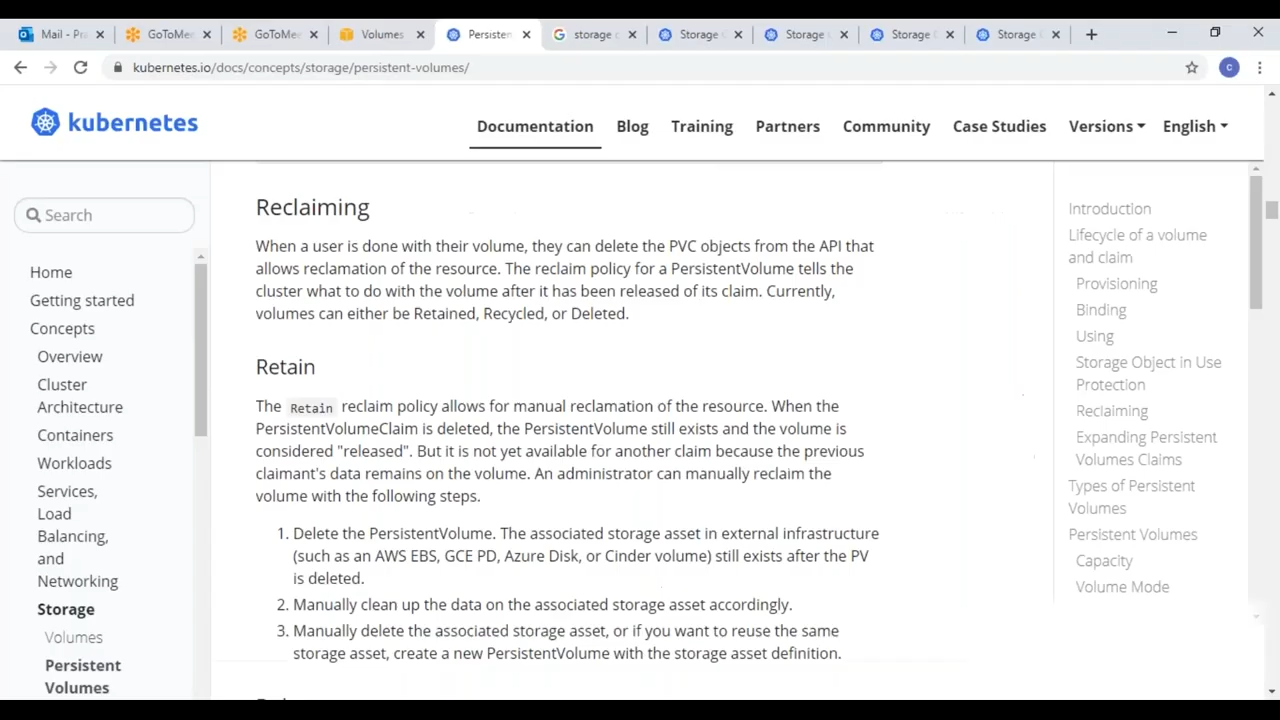 Mail - Pra
GoToMee
GoToMee
Volumes
Persisten
storage c
Storage C
Storage
Storage
Storage C
kubernetes.io/docs/concepts/storage/persistent-volumes/
C
kubernetes
Documentation
Blog
Training
Partners
Community
Case Studies
Versions
English
Search
Home
Getting started
Concepts
Overview
Cluster
Architecture
Containers
Workloads
Services,
Load
Balancing,
and
Networking
Storage
Volumes
Persistent
Volumes
Reclaiming
When a user is done with their volume, they can delete the PVC objects from the API that
allows reclamation of the resource. The reclaim policy for a PersistentVolume tells the
cluster what to do with the volume after it has been released of its claim. Currently,
volumes can either be Retained, Recycled, or Deleted.
Retain
The Retain reclaim policy allows for manual reclamation of the resource. When the
PersistentVolumeClaim is deleted, the PersistentVolume still exists and the volume is
considered "released". But it is not yet available for another claim because the previous
claimant's data remains on the volume. An administrator can manually reclaim the
volume with the following steps.
1. Delete the PersistentVolume. The associated storage asset in external infrastructure
(such as an AWS EBS, GCE PD, Azure Disk, or Cinder volume) still exists after the PV
is deleted.
2. Manually clean up the data on the associated storage asset accordingly.
3. Manually delete the associated storage asset, or if you want to reuse the same
storage asset, create a new PersistentVolume with the storage asset definition.
Introduction
Lifecycle of a volume
and claim
Provisioning
Binding
Using
Storage Object in Use
Protection
Reclaiming
Expanding Persistent
Volumes Claims
Types of Persistent
Volumes
Persistent Volumes
Capacity
Volume Mode